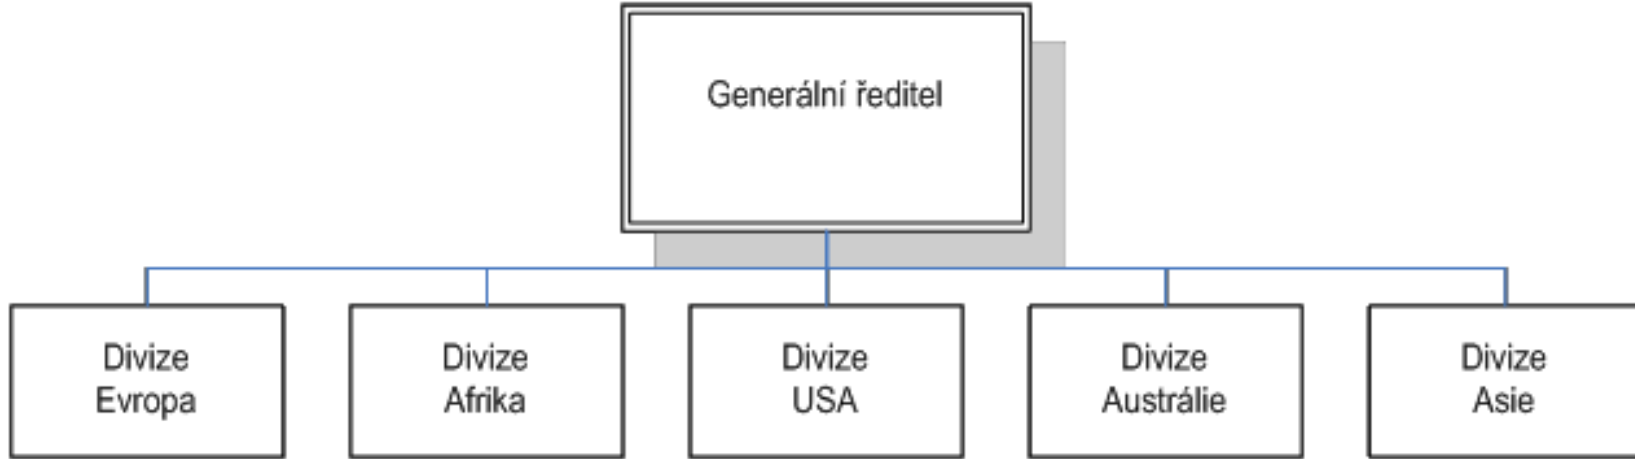 Generální ředitel
Divize
Evropa
Divize
Afrika
Divize
USA
Divize
Austrálie
Divize
Asie